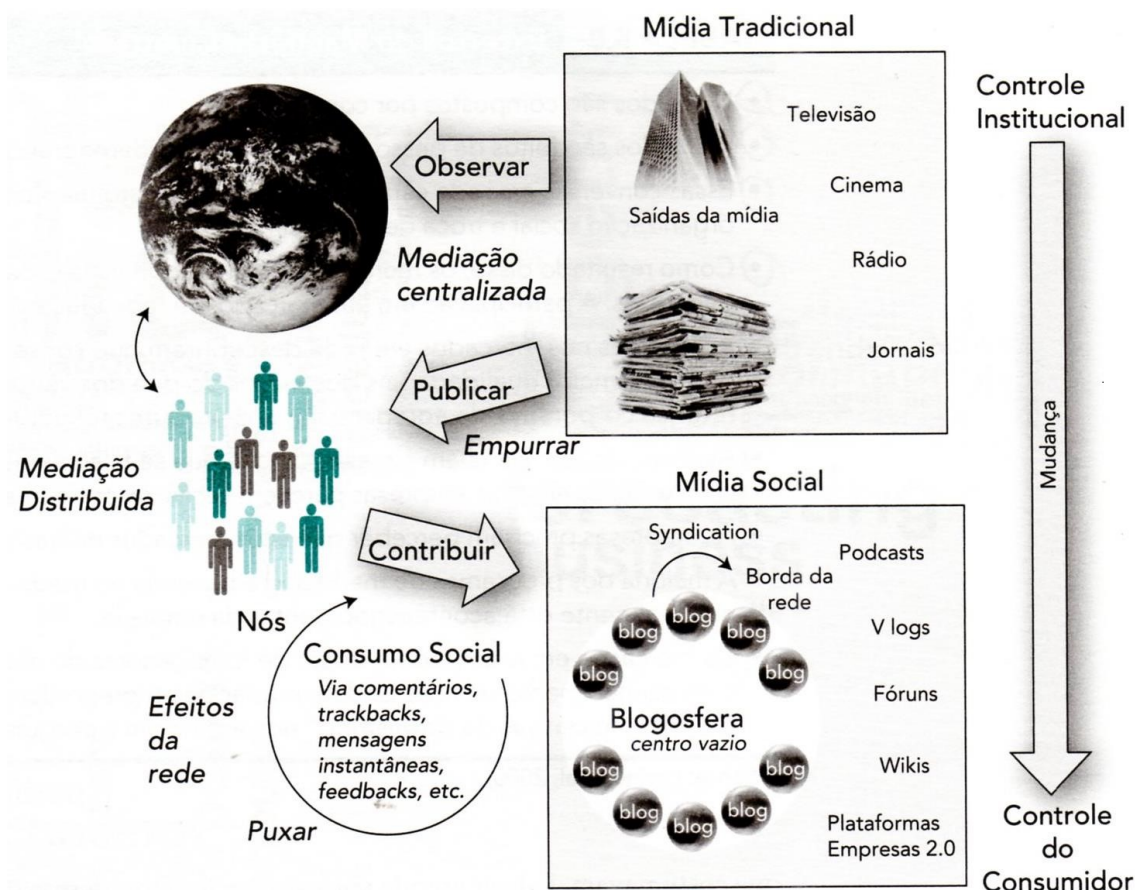 Mídia Tradicional
Televisão
Cinema
Rádio
Jornais
Saídas da mídia
Controle
Institucional
Observar
Mediação
centralizada
Publicar
Empurrar
Mudança
Mediação
Distribuída
Nós
Contribuir
Mídia Social
Syndication
Borda da
rede
Podcasts
V logs
Fóruns
Wikis
Plataformas
Empresas 2.0
blog
blog
blog
blog
blog
Blogosfera
centro vazio
blog
blog
blog
blog
blog
Consumo Social
Via comentários,
trackbacks,
mensagens
instantâneas,
feedbacks, etc.
Efeitos
da
rede
Puxar
Controle
do
Consumidor